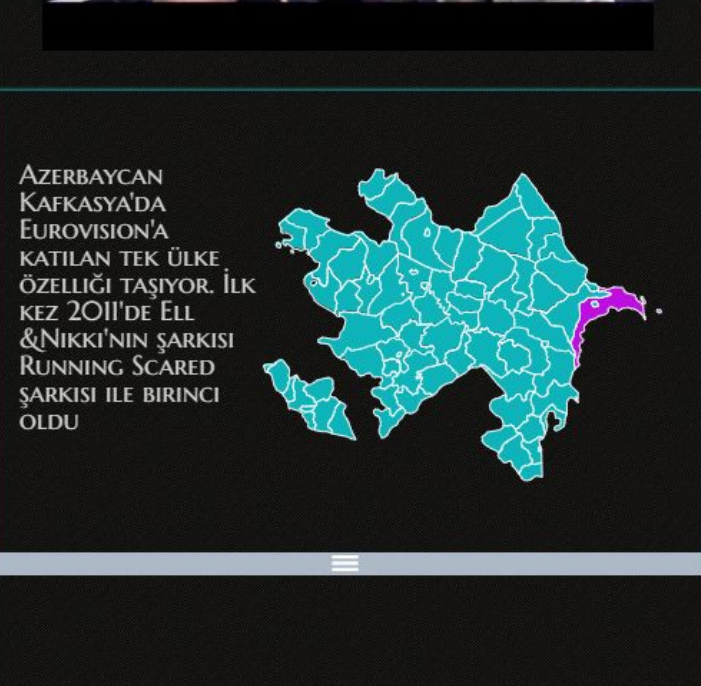 Azerbaycan
Kafkasya'da
Eurovision'a
katılan tek ülke
özelliği taşıyor. İlk
kez 2011'de Ell
&Nikki'nin şarkısı
Running Scared
şarkısı ile birinci
oldu